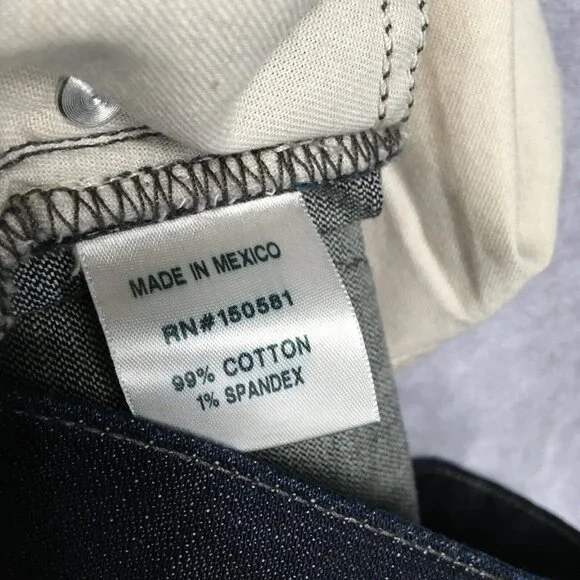 MADE IN MEXICO
RN#150581
99% COTTON
1% SPANDEX